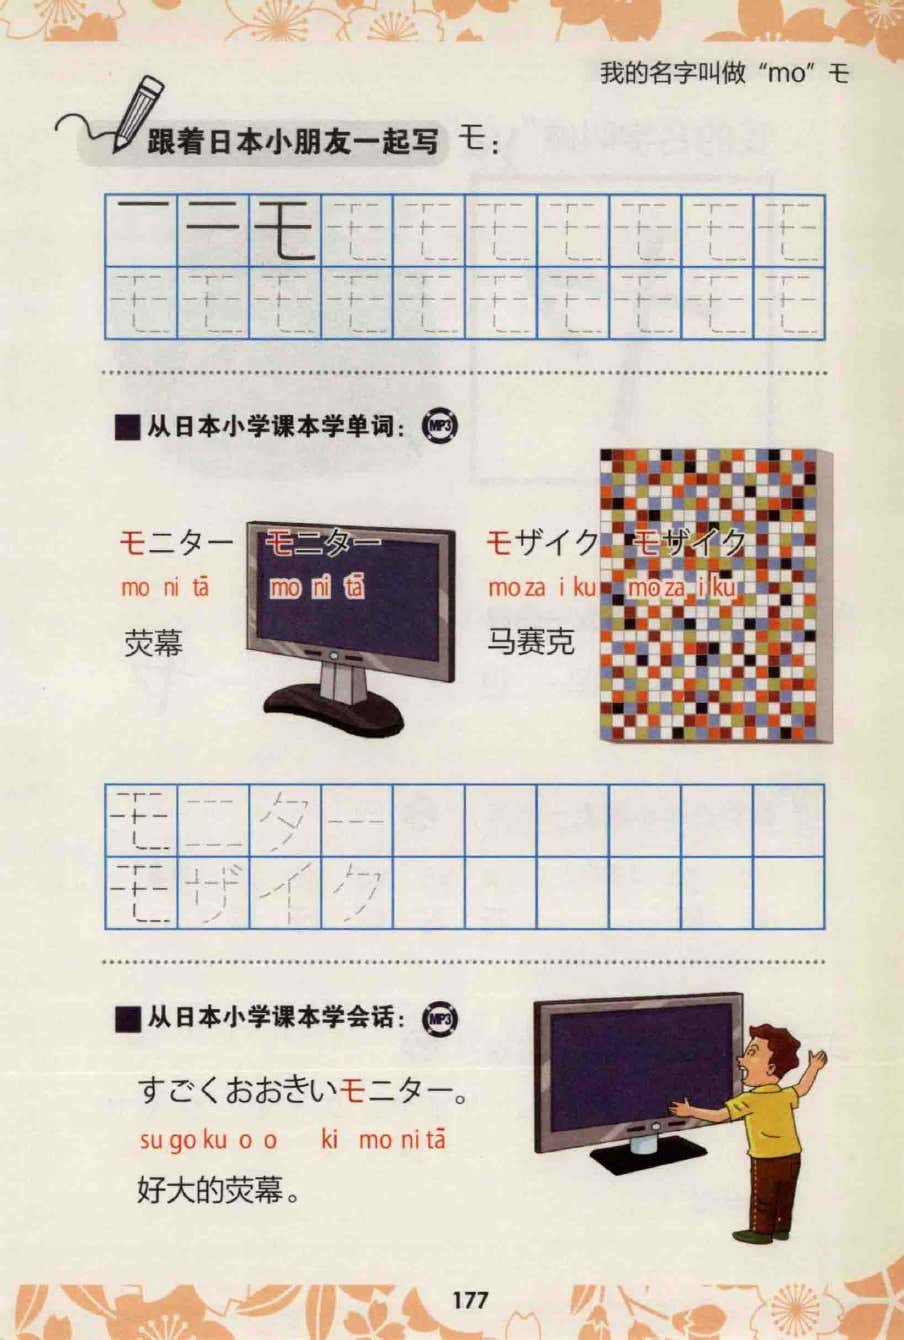 我的名字叫做“mo”モ
跟着日本小朋友一起写 モ:
一 ニ モ モ モ モ モ モ モ モ
モ モ モ モ モ モ モ モ モ モ
■从日本小学课本学单词: MP3
モニター
mo ni tā
荧幕
モニター
mo ni tā
モザイク
mo za i ku
马赛克
モザイク
mo za i ku
モ ニ タ ー
モ ザ イ ク
■从日本小学课本学会话: MP3
すごくおおきいモニター。
su go ku o o ki mo ni tā
好大的荧幕。
177